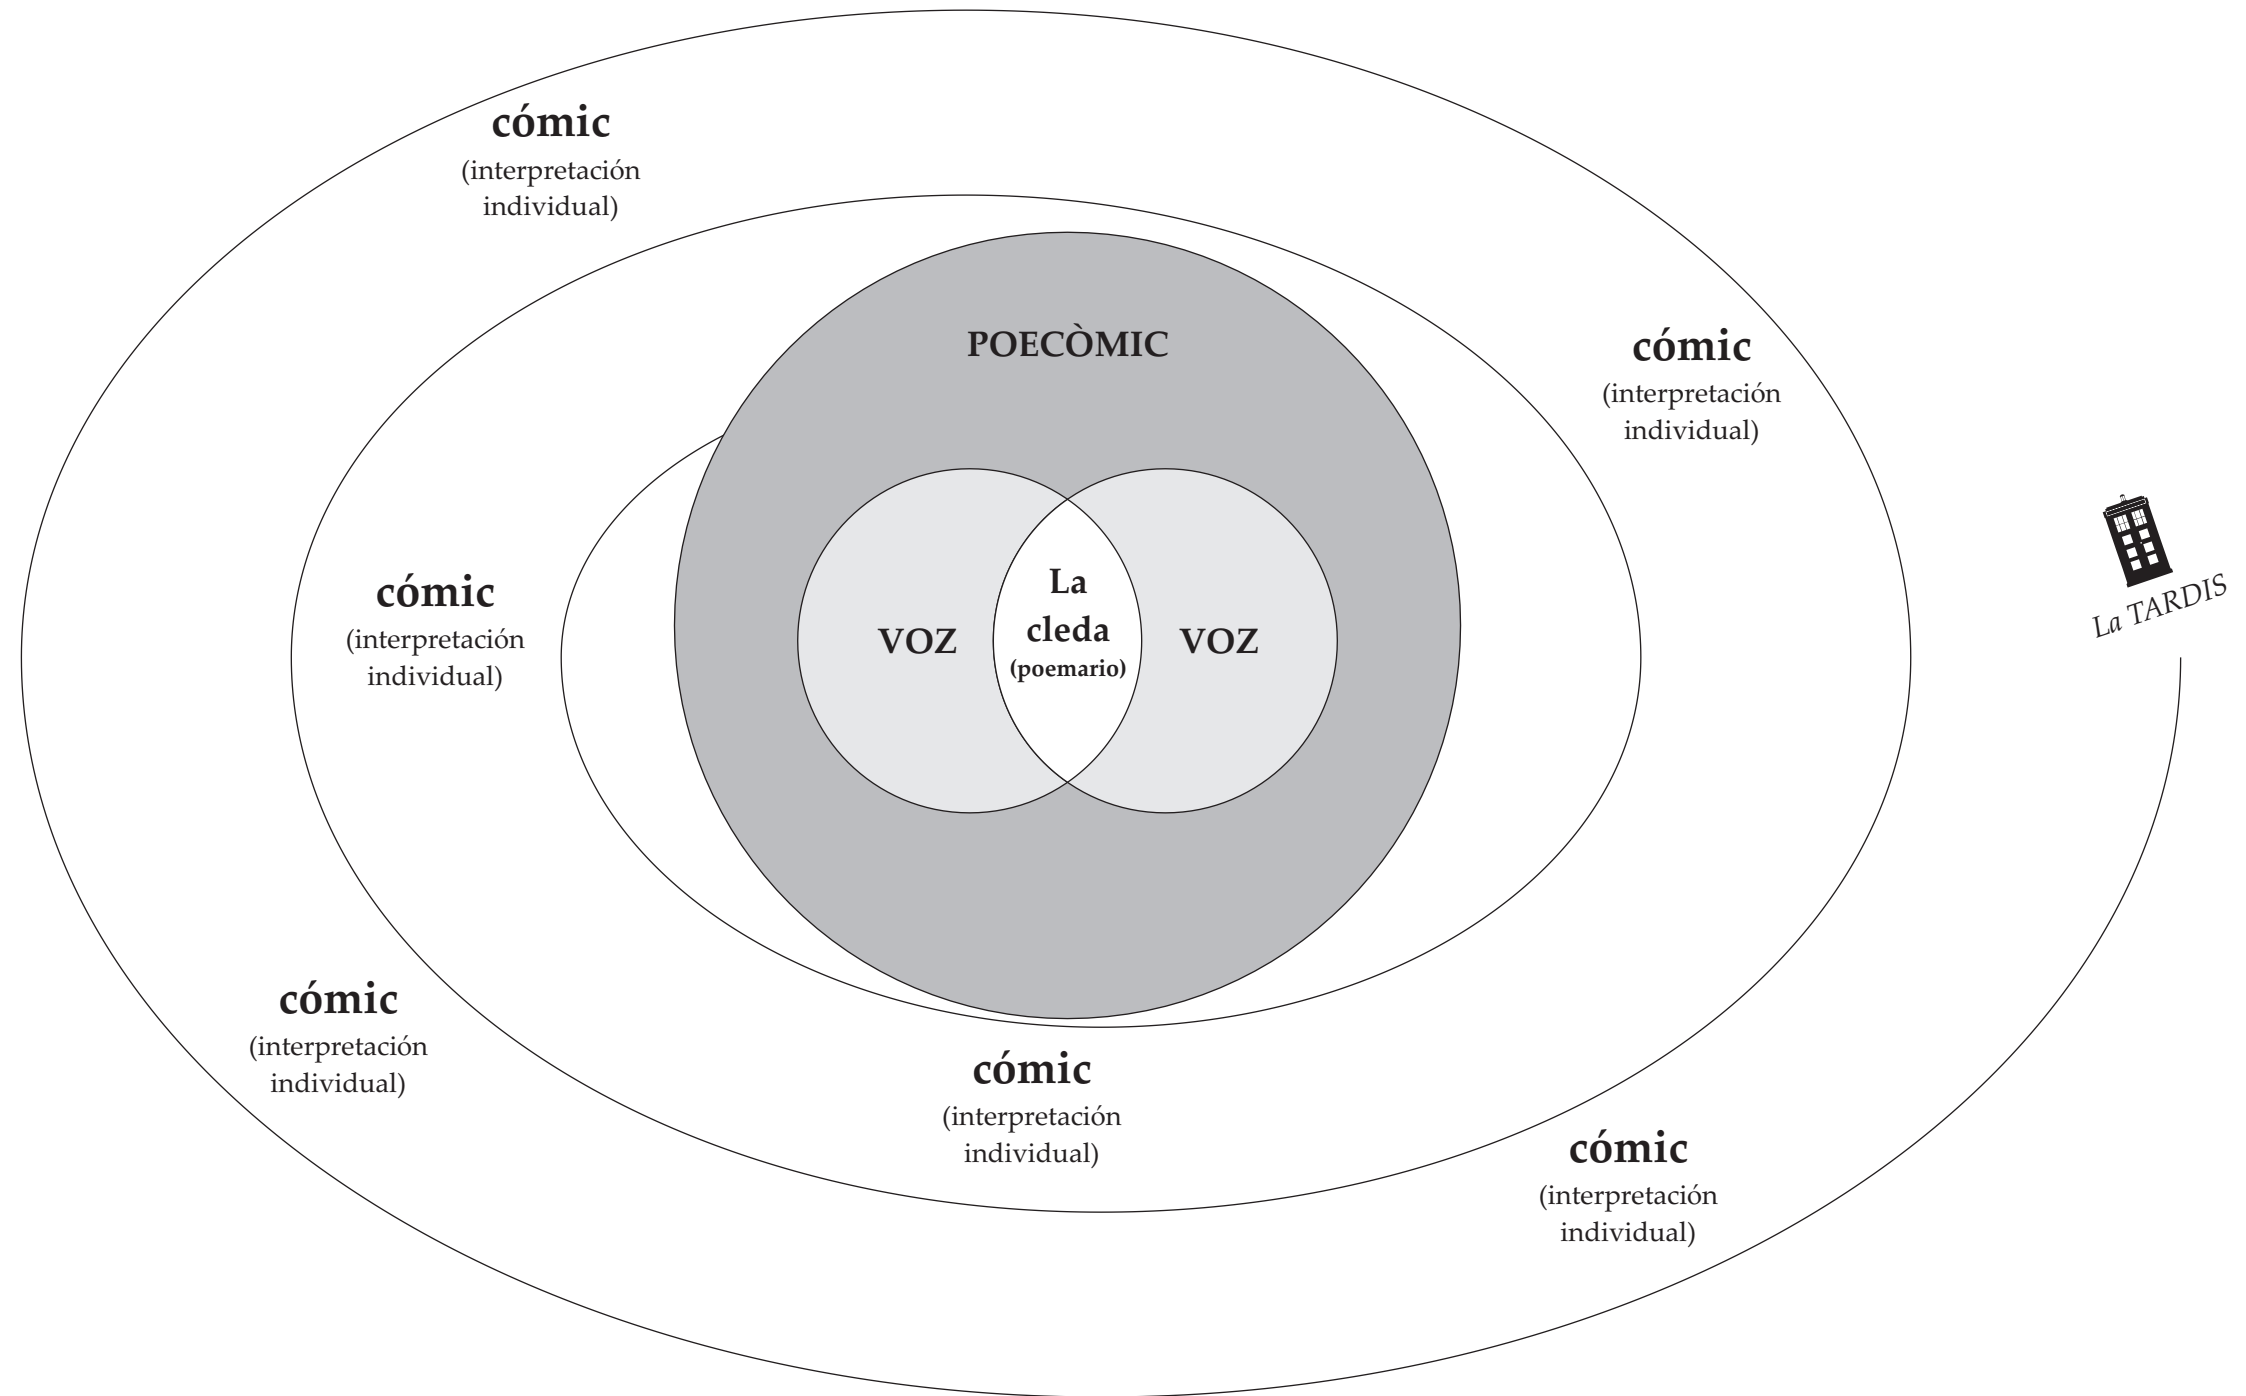 cómic
(interpretación
individual)
POECÒMIC
cómic
(interpretación
individual)
cómic
(interpretación
individual)
VOZ
La
cleda
(poemario)
VOZ
La TARDIS
cómic
(interpretación
individual)
cómic
(interpretación
individual)
cómic
(interpretación
individual)